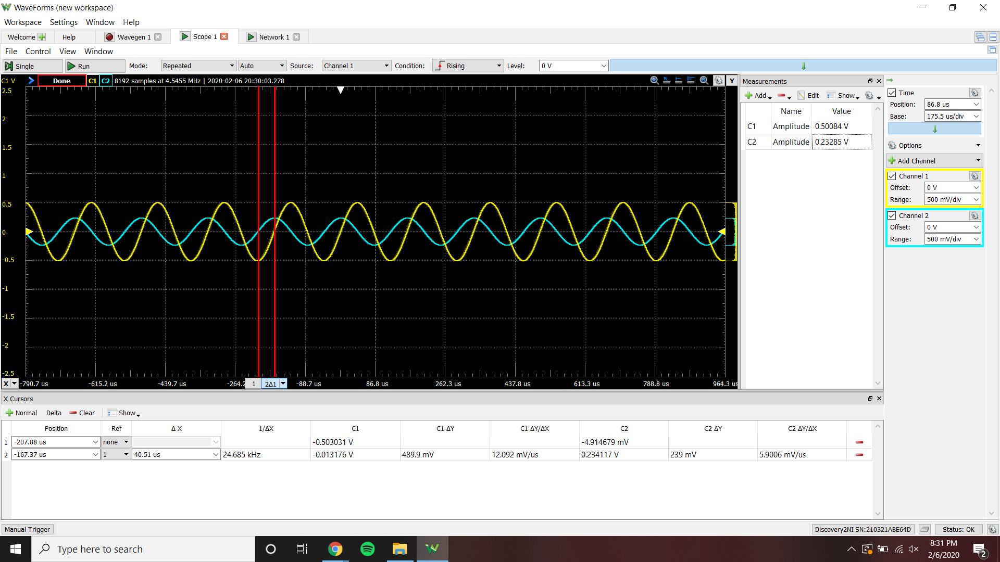 WaveForms (new workspace)
Workspace Settings Window Help
Welcome Help Wavegen 1 Scope 1 Network 1
File Control View Window
Single Run Mode: Repeated Auto Source: Channel 1 Condition: Rising Level: 0 V
C1 V Done C1 C2 8192 samples at 4.5455 MHz | 2020-02-06 20:30:03.278 Y
2.5
2
1.5
1
0.5
0
-0.5
-1
-1.5
-2
-2.5
X -790.7 us -615.2 us -439.7 us -264.2 1 2Δ1 -88.7 us 86.8 us 262.3 us 437.8 us 613.3 us 788.8 us 964.3 us
Measurements
Add Edit Show
Name Value
C1 Amplitude 0.50084 V
C2 Amplitude 0.23285 V
Time
Position: 86.8 us
Base: 175.5 us/div
Options
Add Channel
Channel 1
Offset: 0 V
Range: 500 mV/div
Channel 2
Offset: 0 V
Range: 500 mV/div
X Cursors
Normal Delta Clear Show
Position Ref Δ X 1/ΔX C1 C1 ΔY C1 ΔY/ΔX C2 C2 ΔY C2 ΔY/ΔX
1 -207.88 us none -0.503031 V -4.914679 mV
2 -167.37 us 1 40.51 us 24.685 kHz -0.013176 V 489.9 mV 12.092 mV/us 0.234117 V 239 mV 5.9006 mV/us
Manual Trigger Discovery2NI SN:210321ABE64D Status: OK
Type here to search
8:31 PM
2/6/2020
2